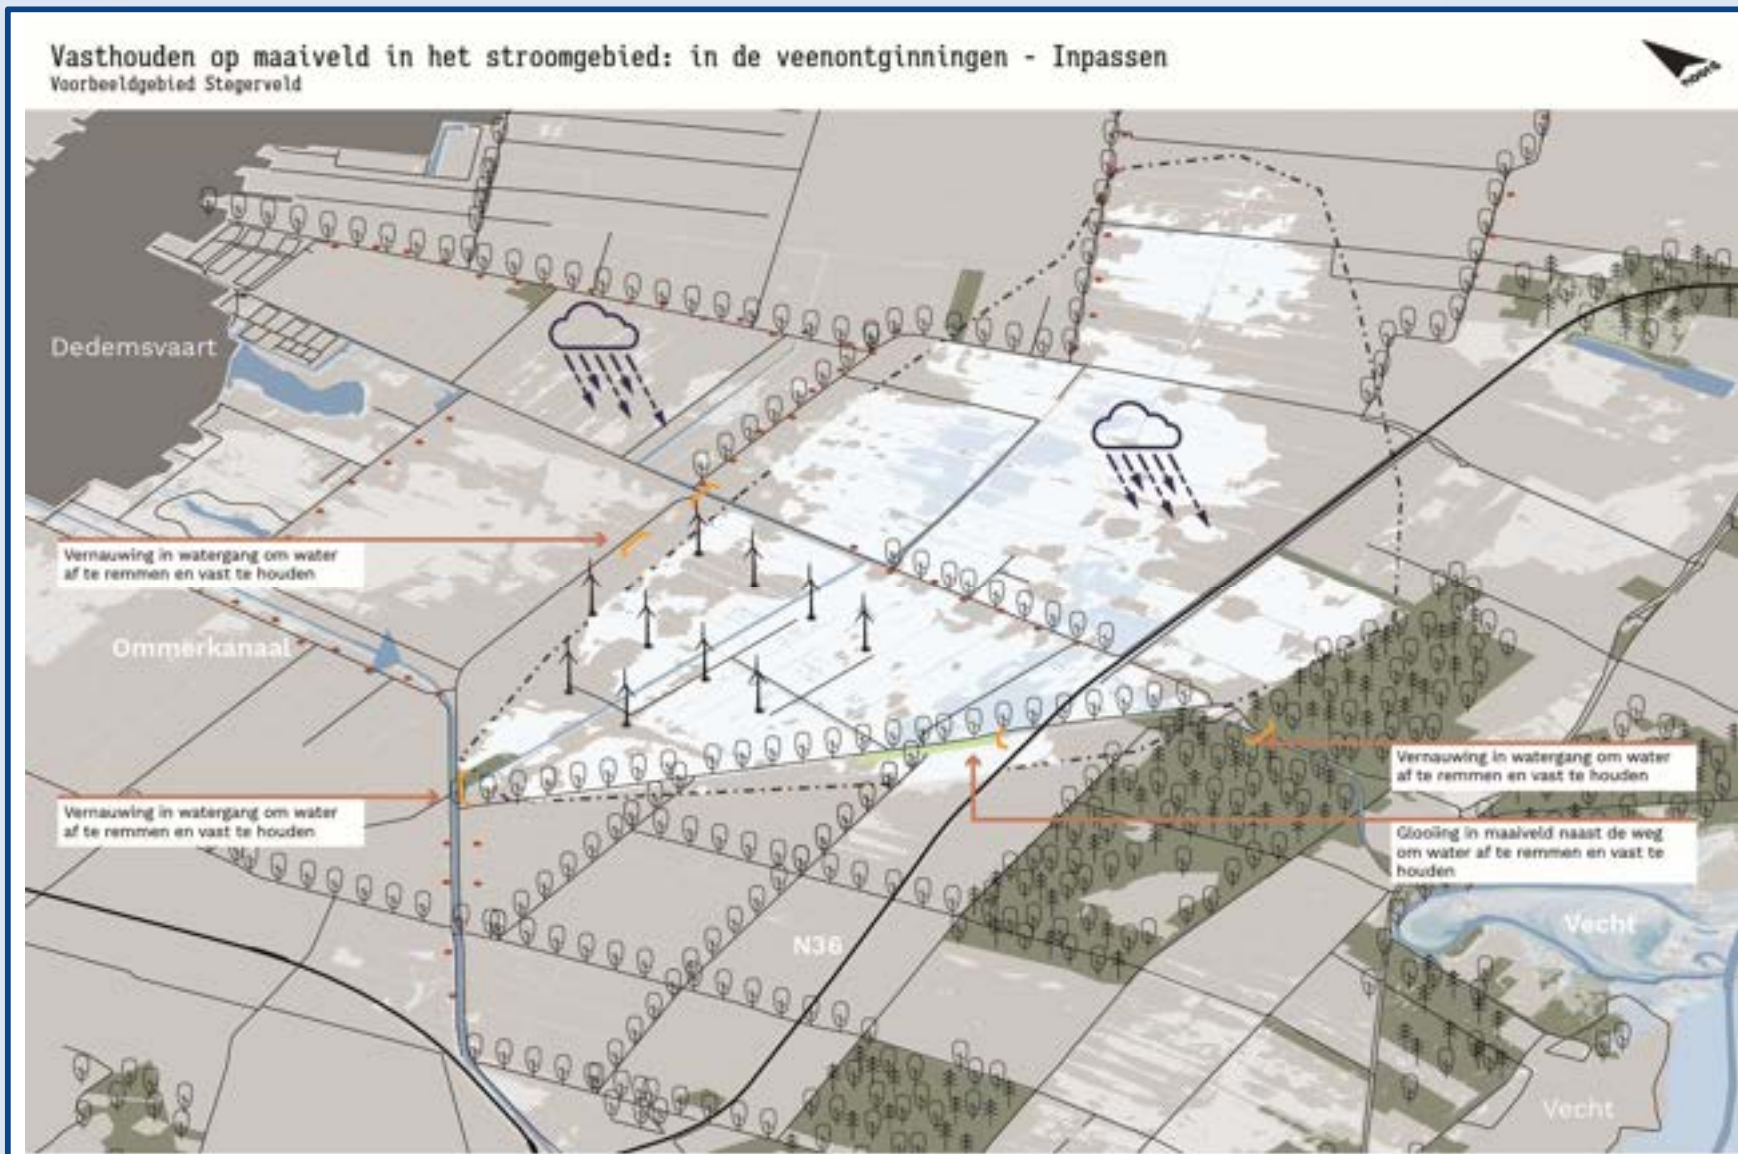 Vasthouden op maaiveld in het stroomgebied: in de veenontginningen - Inpassen
Voorbeeldgebied Stegerveld
noord
Dedemsvaart
Vernauwing in watergang om water
af te remmen en vast te houden
Ommerkanaal
Vernauwing in watergang om water
af te remmen en vast te houden
Vernauwing in watergang om water
af te remmen en vast te houden
Glooiing in maaiveld naast de weg
om water af te remmen en vast te
houden
Vecht
N36
Vecht